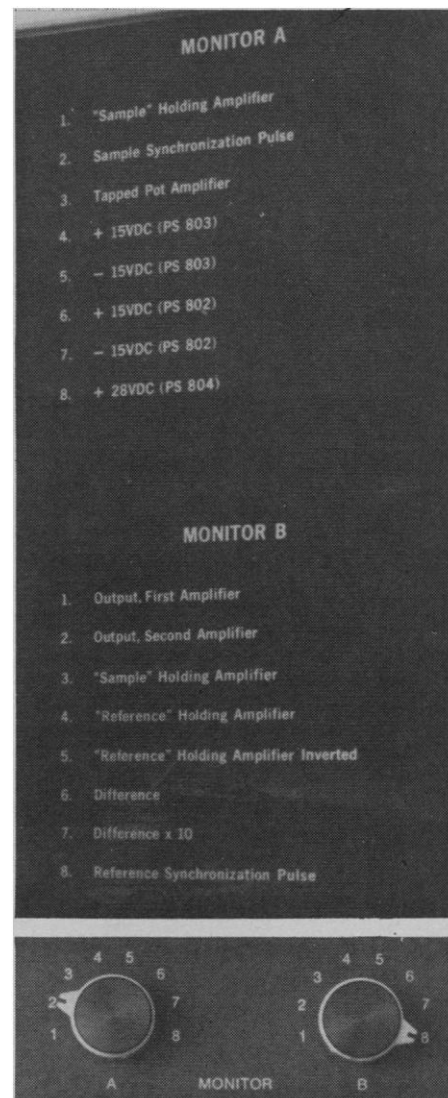 MONITOR A
1. "Sample" Holding Amplifier
2. Sample Synchronization Pulse
3. Tapped Pot Amplifier
4. + 15VDC (PS 803)
5. - 15VDC (PS 803)
6. + 15VDC (PS 802)
7. - 15VDC (PS 802)
8. + 28VDC (PS 804)
MONITOR B
1. Output, First Amplifier
2. Output, Second Amplifier
3. "Sample" Holding Amplifier
4. "Reference" Holding Amplifier
5. "Reference" Holding Amplifier Inverted
6. Difference
7. Difference x 10
8. Reference Synchronization Pulse
1 2 3 4 5 6 7 8
1 2 3 4 5 6 7 8
A MONITOR B